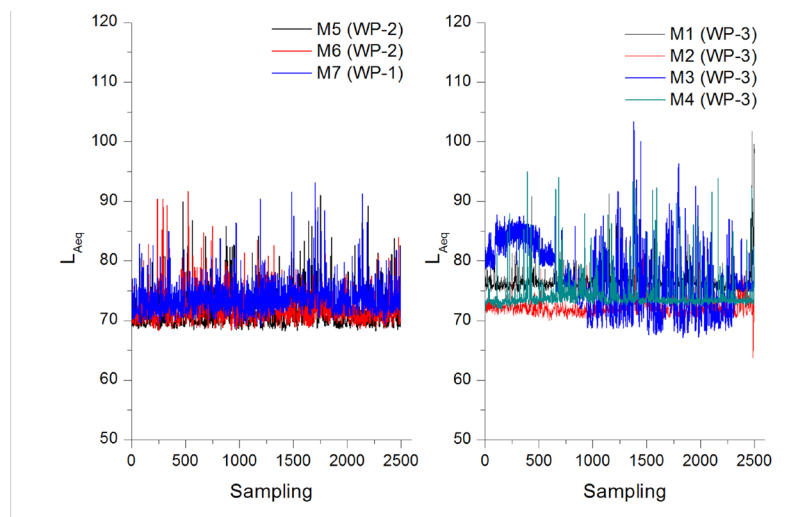 120
110
100
90
80
70
60
50
LAeq
0
500
1000
1500
2000
2500
Sampling
M5 (WP-2)
M6 (WP-2)
M7 (WP-1)
120
110
100
90
80
70
60
50
LAeq
0
500
1000
1500
2000
2500
Sampling
M1 (WP-3)
M2 (WP-3)
M3 (WP-3)
M4 (WP-3)